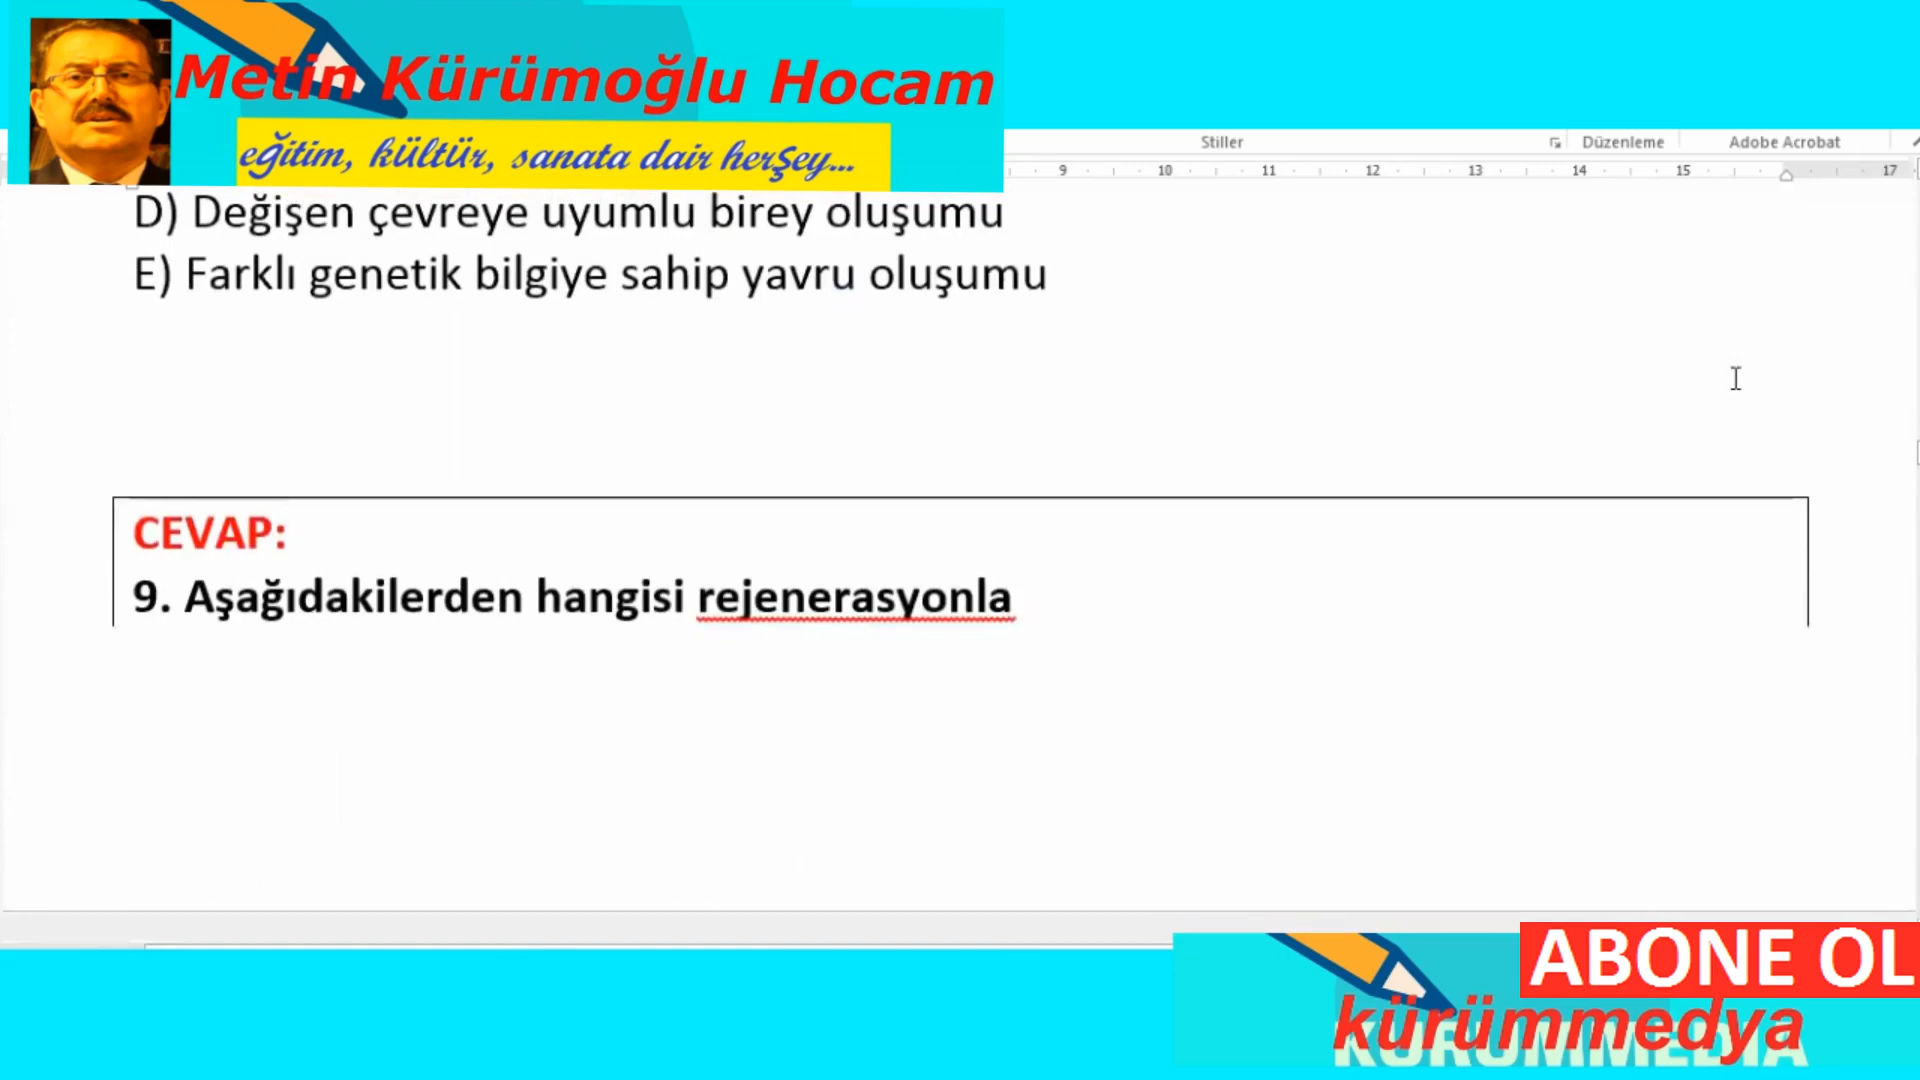 Metin Kürümoğlu Hocam
eğitim, kültür, sanata dair herşey...
Stiller
Düzenleme
Adobe Acrobat
9 10 11 12 13 14 15 17
D) Değişen çevreye uyumlu birey oluşumu
E) Farklı genetik bilgiye sahip yavru oluşumu
CEVAP:
9. Aşağıdakilerden hangisi rejenerasyonla
ABONE OL
kürümmedya
KÜRÜMMEDİA